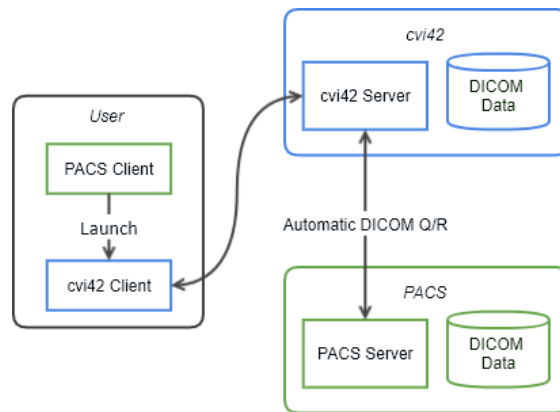 User
PACS Client
Launch
cvi42 Client
cvi42
cvi42 Server
DICOM
Data
Automatic DICOM Q/R
PACS
PACS Server
DICOM
Data